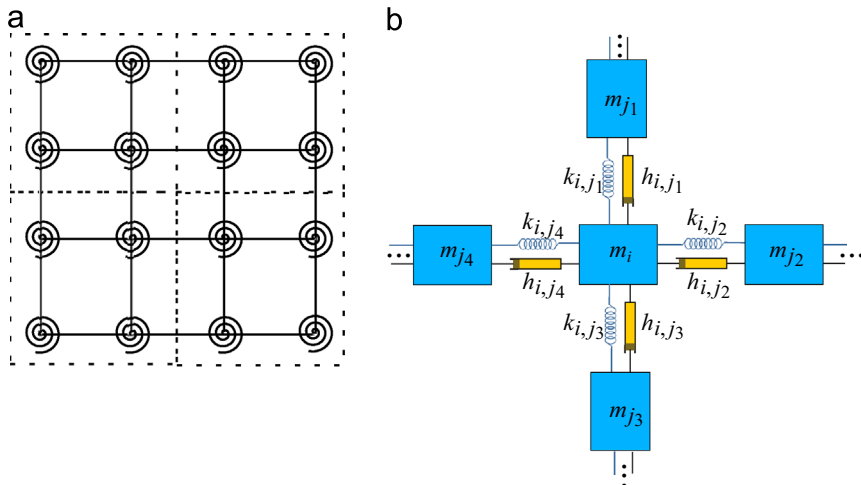 a
b
m_{j_1}
k_{i,j_1} h_{i,j_1}
k_{i,j_4} k_{i,j_2}
m_{j_4} m_i m_{j_2}
h_{i,j_4} h_{i,j_2}
k_{i,j_3} h_{i,j_3}
m_{j_3}